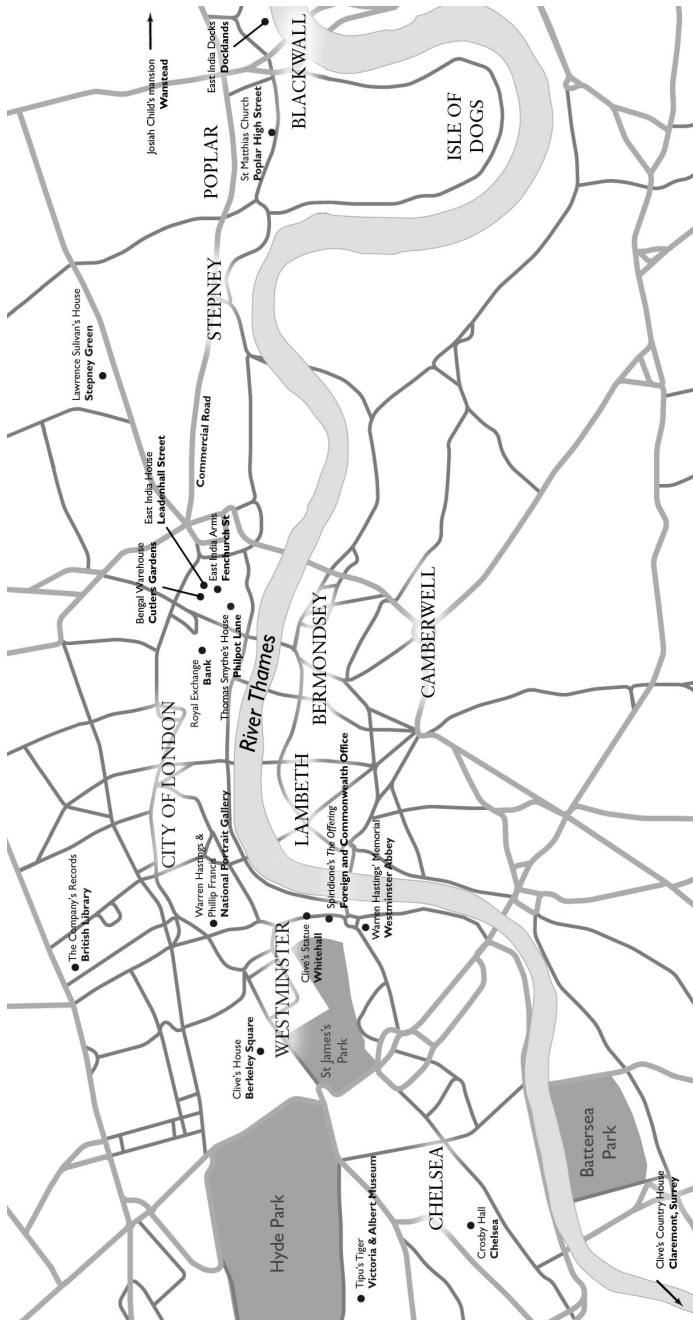 Josiah Child's mansion
Wanstead
East India Docks
Docklands
St Matthias Church
Poplar High Street
POPLAR
BLACKWALL
ISLE OF
DOGS
STEPNEY
Lawrence Sulivan's House
Stepney Green
Commercial Road
East India House
Leadenhall Street
Bengal Warehouse
Cutlers Gardens
East India Arms
Fenchurch St
Royal Exchange
Bank
Thomas Smythe's House
Philpot Lane
River Thames
BERMONDSEY
CAMBERWELL
CITY OF LONDON
LAMBETH
The Company's Records
British Library
Warren Hastings &
Phillip Francis
National Portrait Gallery
Spiridione's The Offering
Foreign and Commonwealth Office
Warren Hastings' Memorial
Westminster Abbey
Clive's Statue
Whitehall
WESTMINSTER
St James's
Park
Clive's House
Berkeley Square
Hyde Park
Tipu's Tiger
Victoria & Albert Museum
CHELSEA
Crosby Hall
Chelsea
Battersea
Park
Clive's Country House
Claremont, Surrey